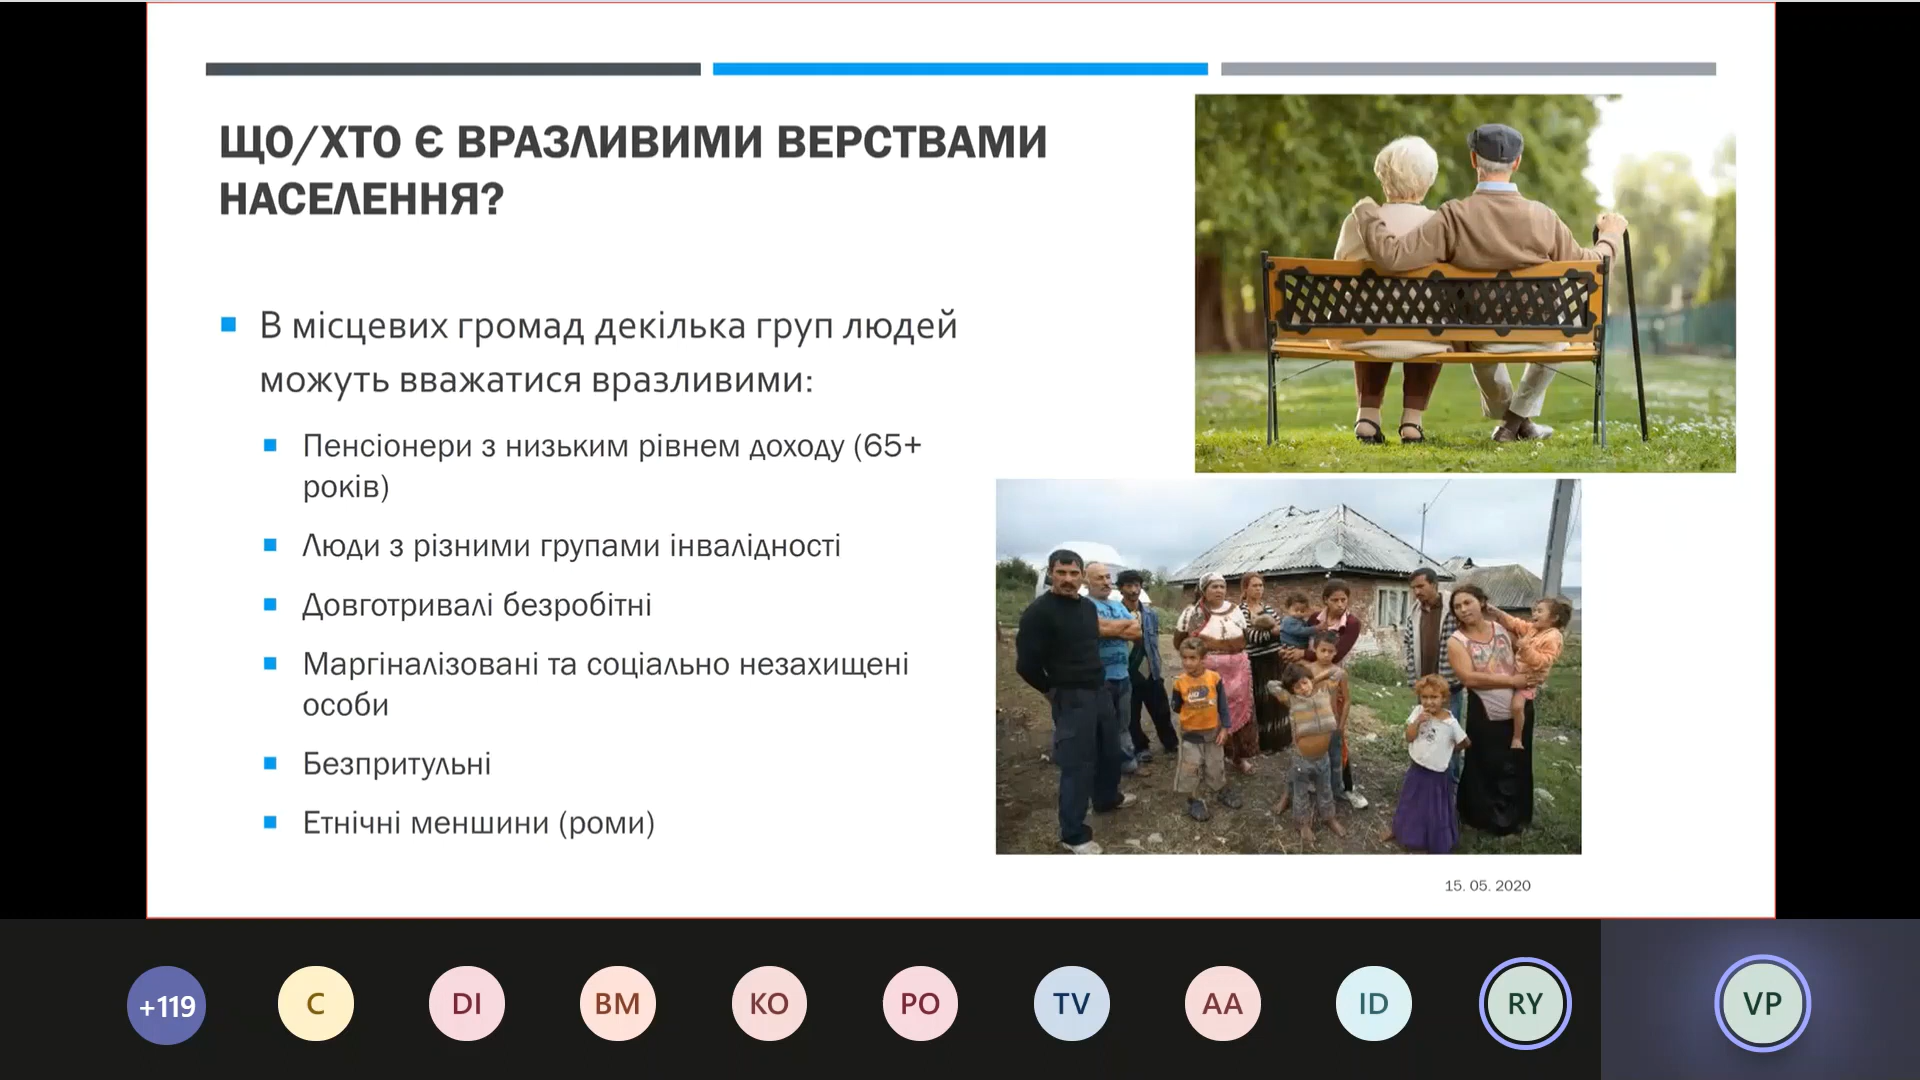 ЩО/ХТО Є ВРАЗЛИВИМИ ВЕРСТВАМИ
НАСЕЛЕННЯ?
В місцевих громад декілька груп людей
можуть вважатися вразливими:
Пенсіонери з низьким рівнем доходу (65+
років)
Люди з різними групами інвалідності
Довготривалі безробітні
Маргіналізовані та соціально незахищені
особи
Безпритульні
Етнічні меншини (роми)
15. 05. 2020
+119
C
DI
BM
KO
PO
TV
AA
ID
RY
VP